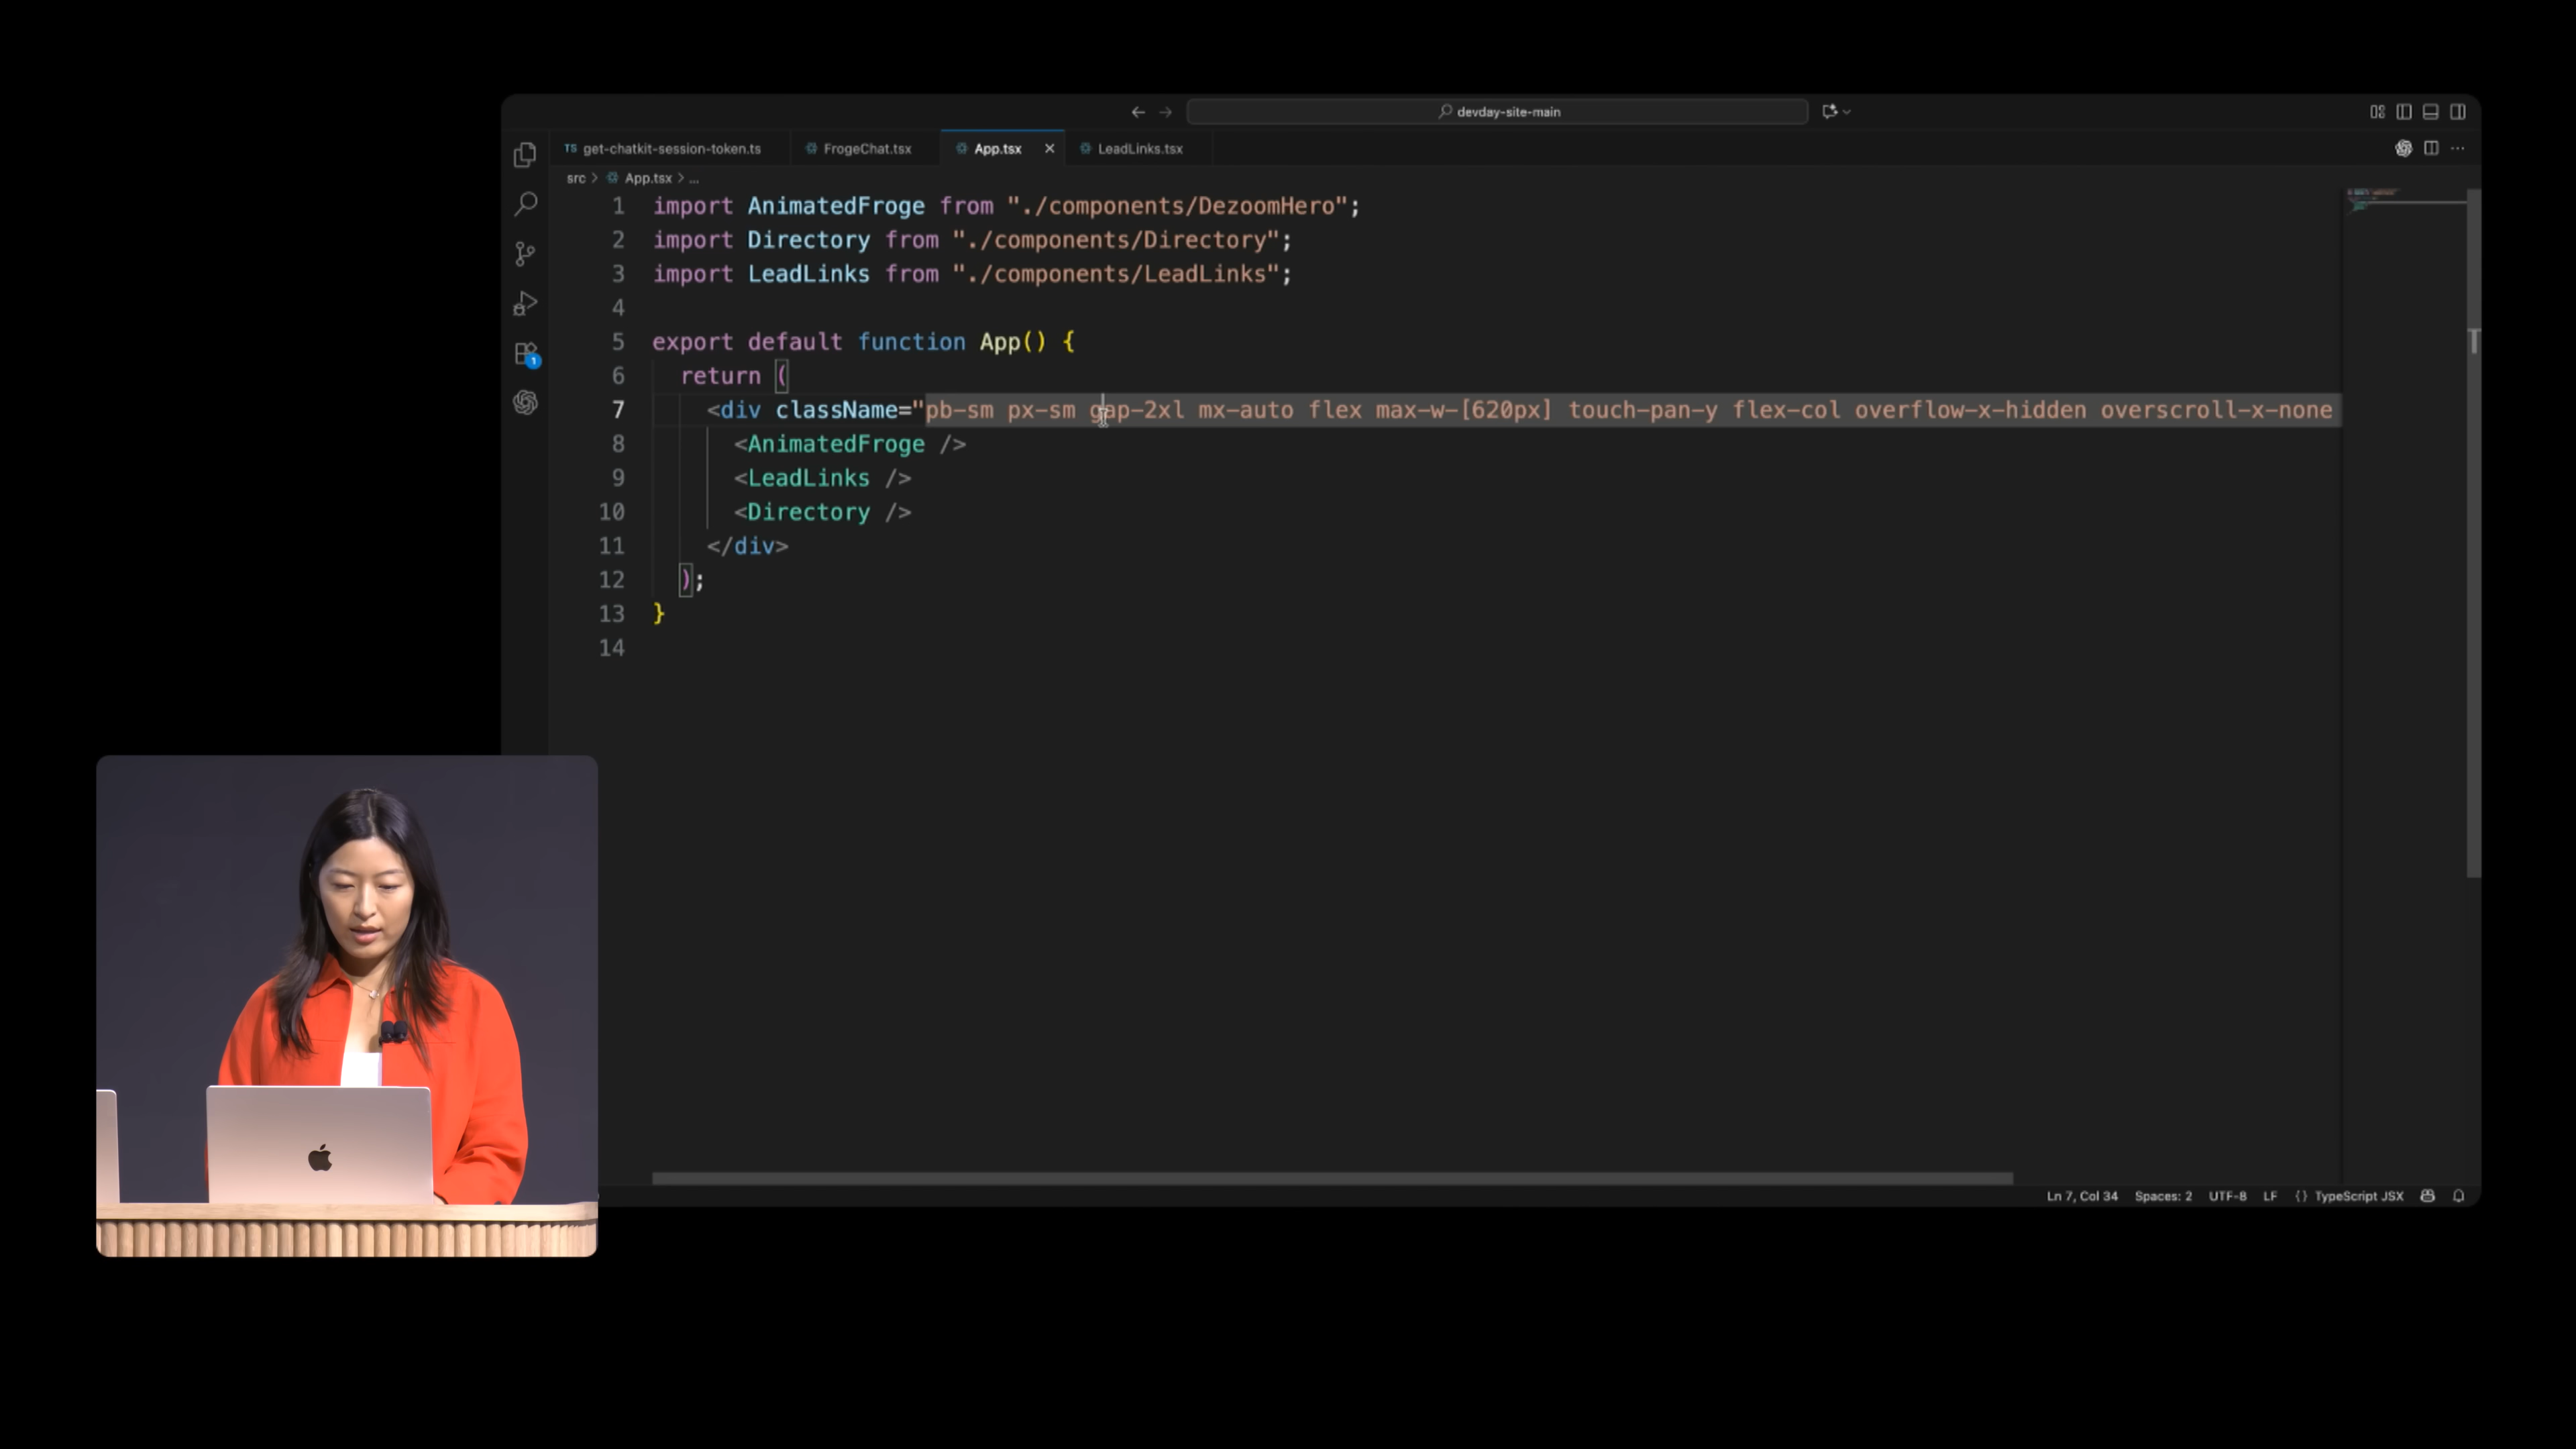 devday-site-main
TS get-chatkit-session-token.ts FrogeChat.tsx App.tsx LeadLinks.tsx
src > App.tsx > ...
1 import AnimatedFroge from "./components/DezoomHero";
2 import Directory from "./components/Directory";
3 import LeadLinks from "./components/LeadLinks";
4
5 export default function App() {
6 return (
7 <div className="pb-sm px-sm gap-2xl mx-auto flex max-w-[620px] touch-pan-y flex-col overflow-x-hidden overscroll-x-none
8 <AnimatedFroge />
9 <LeadLinks />
10 <Directory />
11 </div>
12 );
13 }
14
1
Ln 7, Col 34 Spaces: 2 UTF-8 LF {} TypeScript JSX